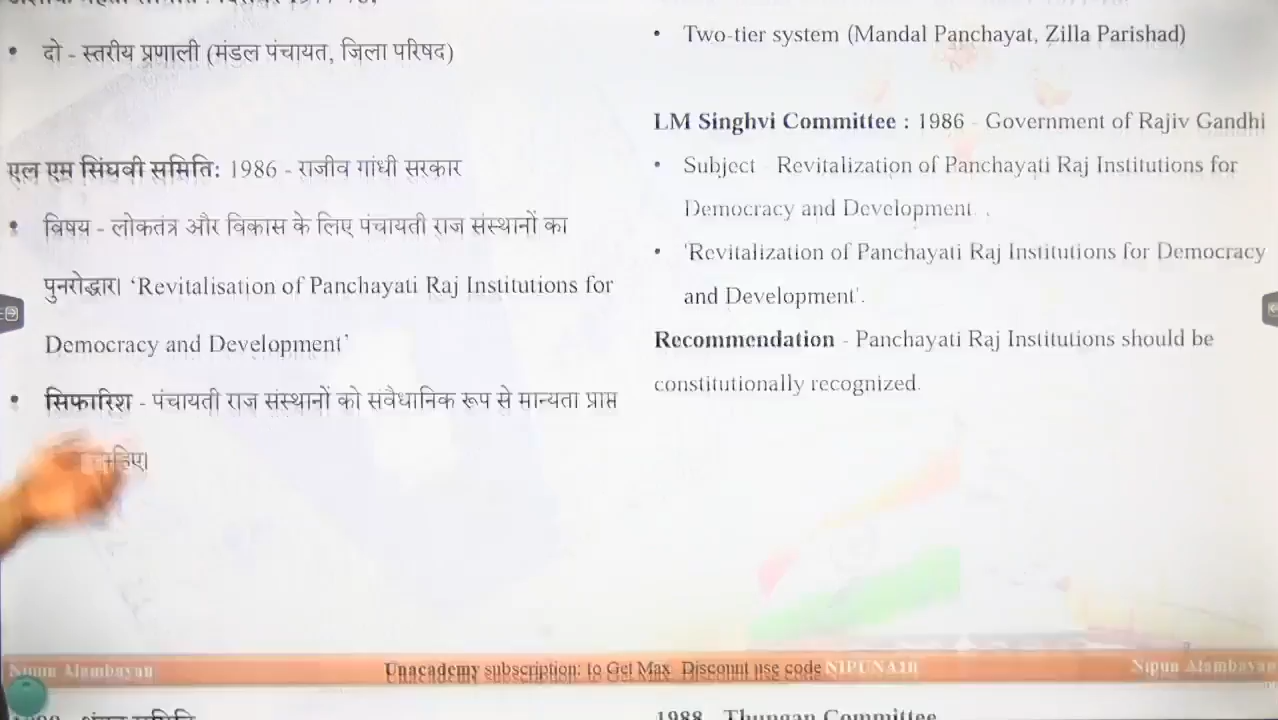 दो - स्तरीय प्रणाली (मंडल पंचायत, जिला परिषद)
एल एम सिंघवी समिति: 1986 - राजीव गांधी सरकार
विषय - लोकतंत्र और विकास के लिए पंचायती राज संस्थानों का
पुनरोद्धार। ‘Revitalisation of Panchayati Raj Institutions for
Democracy and Development’
सिफारिश - पंचायती राज संस्थानों को संवैधानिक रूप से मान्यता प्राप्त
Two-tier system (Mandal Panchayat, Zilla Parishad)
LM Singhvi Committee : 1986 - Government of Rajiv Gandhi
Subject - Revitalization of Panchayati Raj Institutions for
Democracy and Development.
'Revitalization of Panchayati Raj Institutions for Democracy
and Development'.
Recommendation - Panchayati Raj Institutions should be
constitutionally recognized.
Nipun Alambayan
Unacademy subscription: to Get Max Discount use code NIPUNA10
Nipun Alambayan
1988 - Thungan Committee